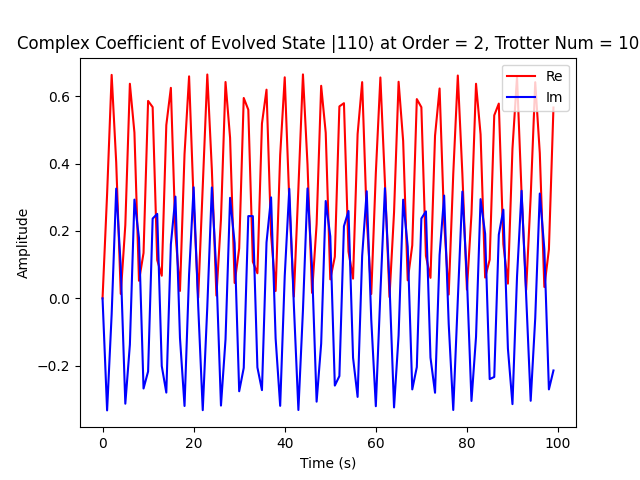 Complex Coefficient of Evolved State |110⟩ at Order = 2, Trotter Num = 10
Re
Im
0.6
0.4
0.2
0.0
−0.2
Amplitude
0 20 40 60 80 100
Time (s)